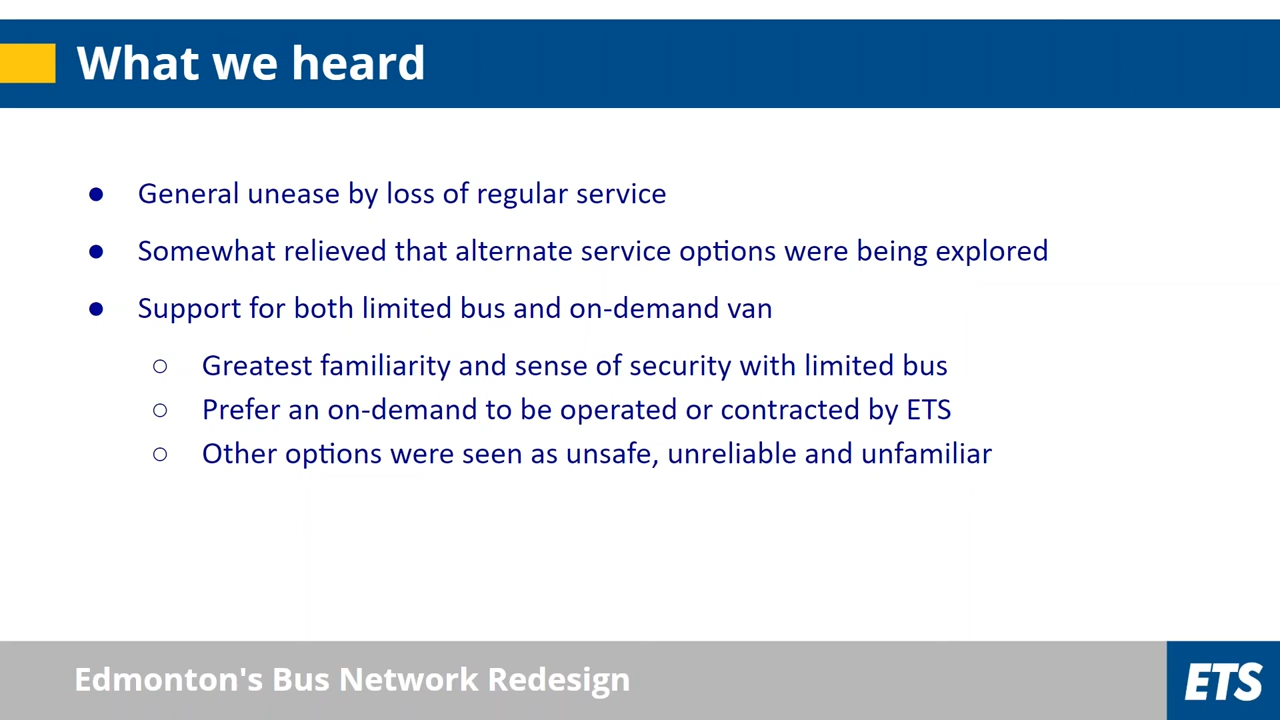 What we heard
● General unease by loss of regular service
● Somewhat relieved that alternate service options were being explored
● Support for both limited bus and on-demand van
○ Greatest familiarity and sense of security with limited bus
○ Prefer an on-demand to be operated or contracted by ETS
○ Other options were seen as unsafe, unreliable and unfamiliar
Edmonton's Bus Network Redesign
ETS